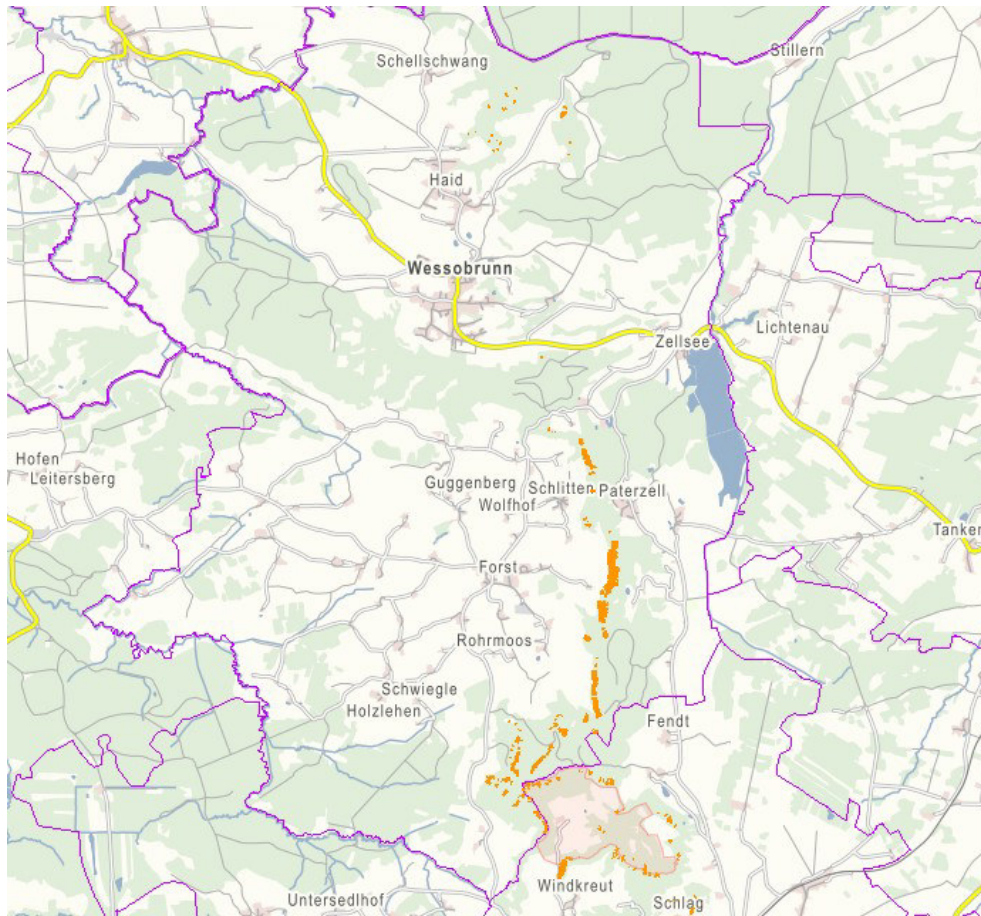 Stillern
Schellschwang
Haid
Wessobrunn
Lichtenau
Zellsee
Hofen
Leitersberg
Guggenberg
Schlitten
Paterzell
Wolfhof
Tanker
Forst
Rohrmoos
Schwiegle
Holzlehen
Fendt
Windkreut
Untersedlhof
Schlag